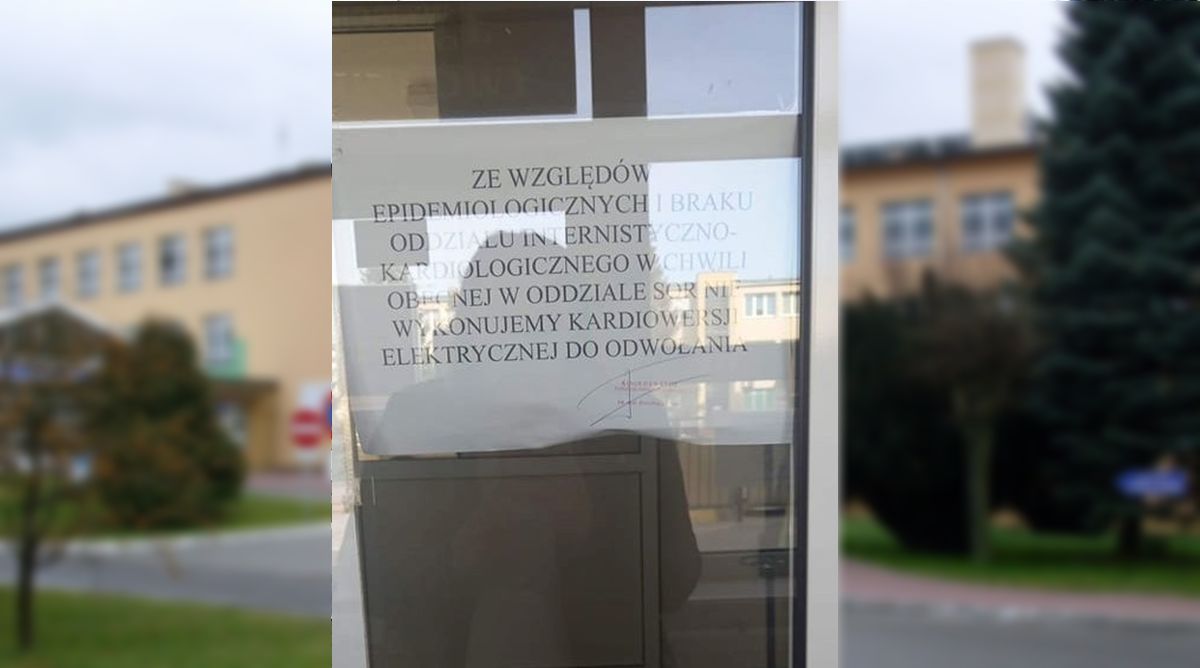 ZE WZGLĘDÓW
EPIDEMIOLOGICZNYCH I BRAKU
ODDZIAŁU INTERNISTYCZNO-
KARDIOLOGICZNEGO W CHWILI
OBECNEJ W ODDZIALE SOR NIE
WYKONUJEMY KARDIOWERSJI
ELEKTRYCZNEJ DO ODWOŁANIA